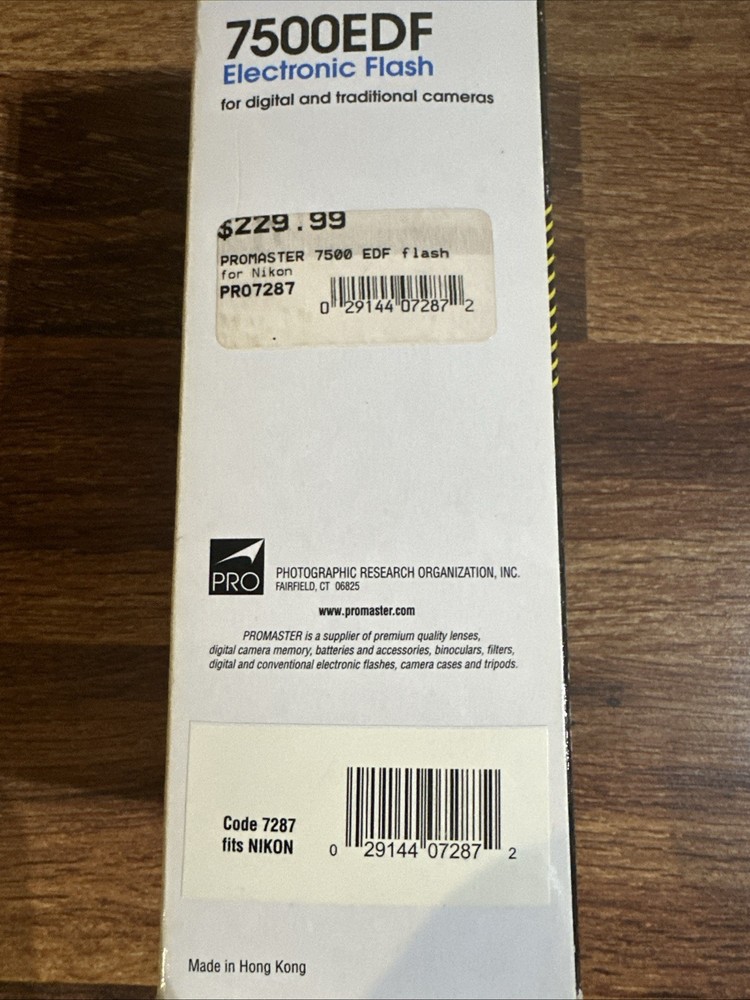 7500EDF
Electronic Flash
for digital and traditional cameras
$229.99
PROMASTER 7500 EDF flash
for Nikon
PRO7287
0 29144 07287 2
PRO
PHOTOGRAPHIC RESEARCH ORGANIZATION, INC.
FAIRFIELD, CT 06825
www.promaster.com
PROMASTER is a supplier of premium quality lenses,
digital camera memory, batteries and accessories, binoculars, filters,
digital and conventional electronic flashes, camera cases and tripods.
Code 7287
fits NIKON
0 29144 07287 2
Made in Hong Kong